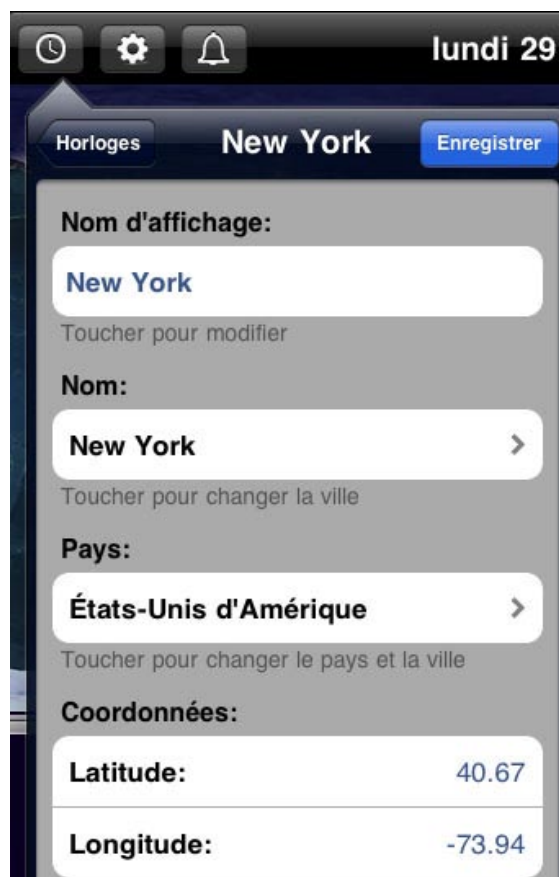 lundi 29
Horloges New York Enregistrer
Nom d'affichage:
New York
Toucher pour modifier
Nom:
New York
Toucher pour changer la ville
Pays:
États-Unis d'Amérique
Toucher pour changer le pays et la ville
Coordonnées:
Latitude: 40.67
Longitude: -73.94